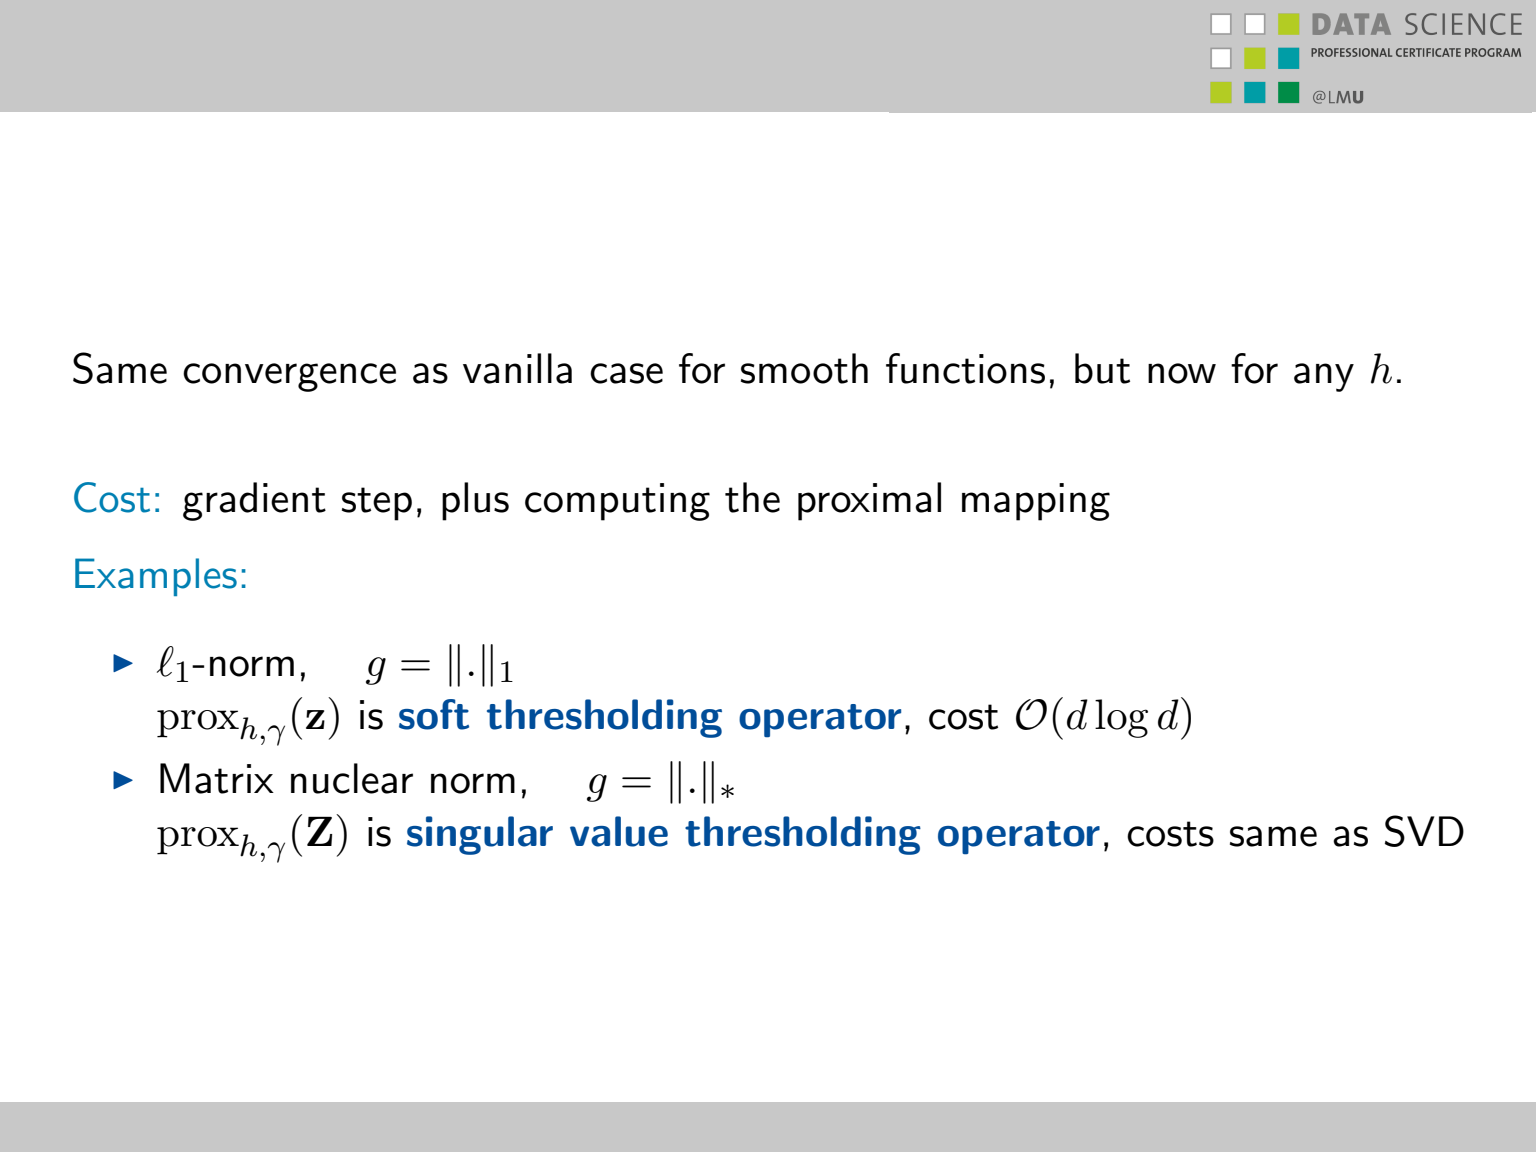 DATA SCIENCE
PROFESSIONAL CERTIFICATE PROGRAM
@LMU
Same convergence as vanilla case for smooth functions, but now for any h.
Cost: gradient step, plus computing the proximal mapping
Examples:
▶ ℓ₁-norm, g = ‖.‖₁
prox_{h,γ}(𝐳) is soft thresholding operator, cost 𝒪(d log d)
▶ Matrix nuclear norm, g = ‖.‖_*
prox_{h,γ}(𝐙) is singular value thresholding operator, costs same as SVD